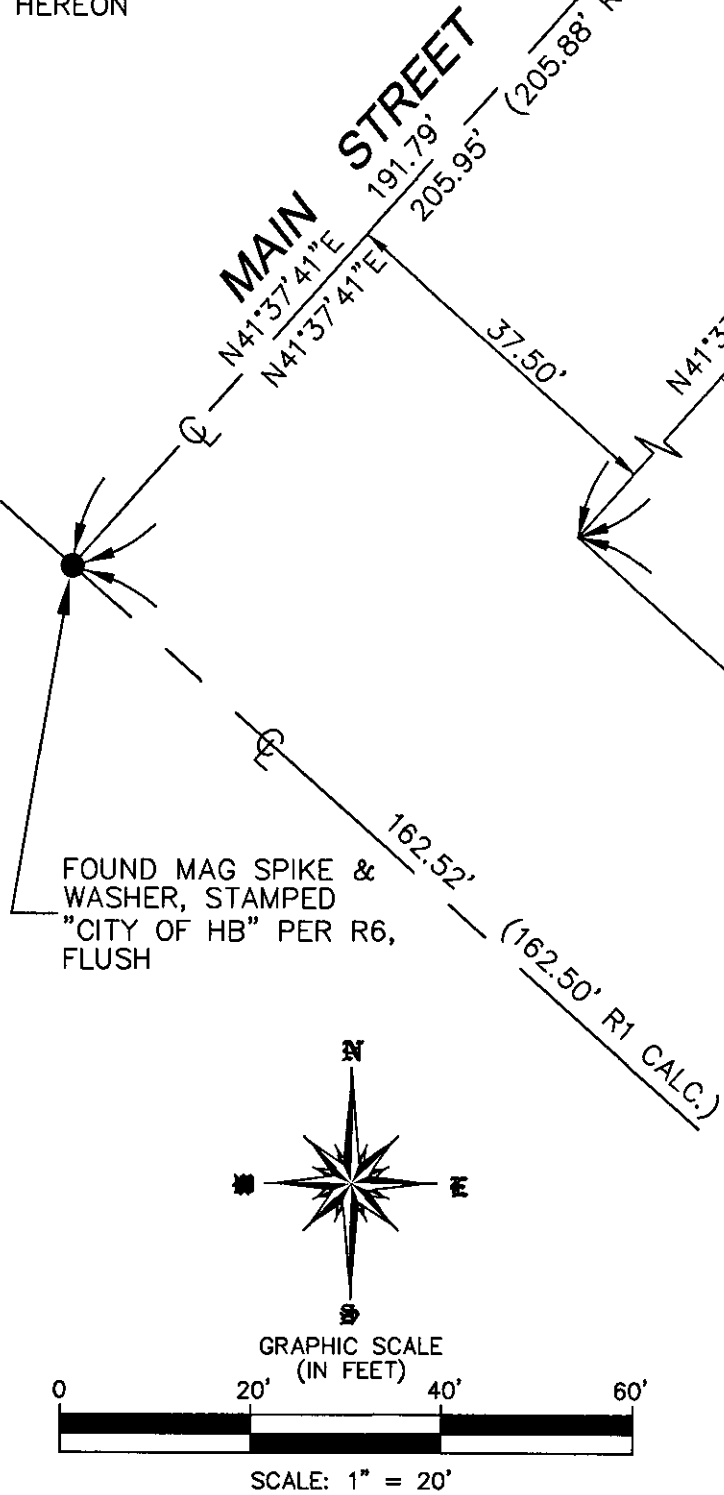 HEREON
MAIN STREET
191.79'
205.95' (205.88'
N41°37'41"E
N41°37'41"E
37.50'
℄
℄
162.52' (162.50' R1 CALC.)
FOUND MAG SPIKE &
WASHER, STAMPED
"CITY OF HB" PER R6,
FLUSH
N
E
S
GRAPHIC SCALE
(IN FEET)
0 20' 40' 60'
SCALE: 1" = 20'